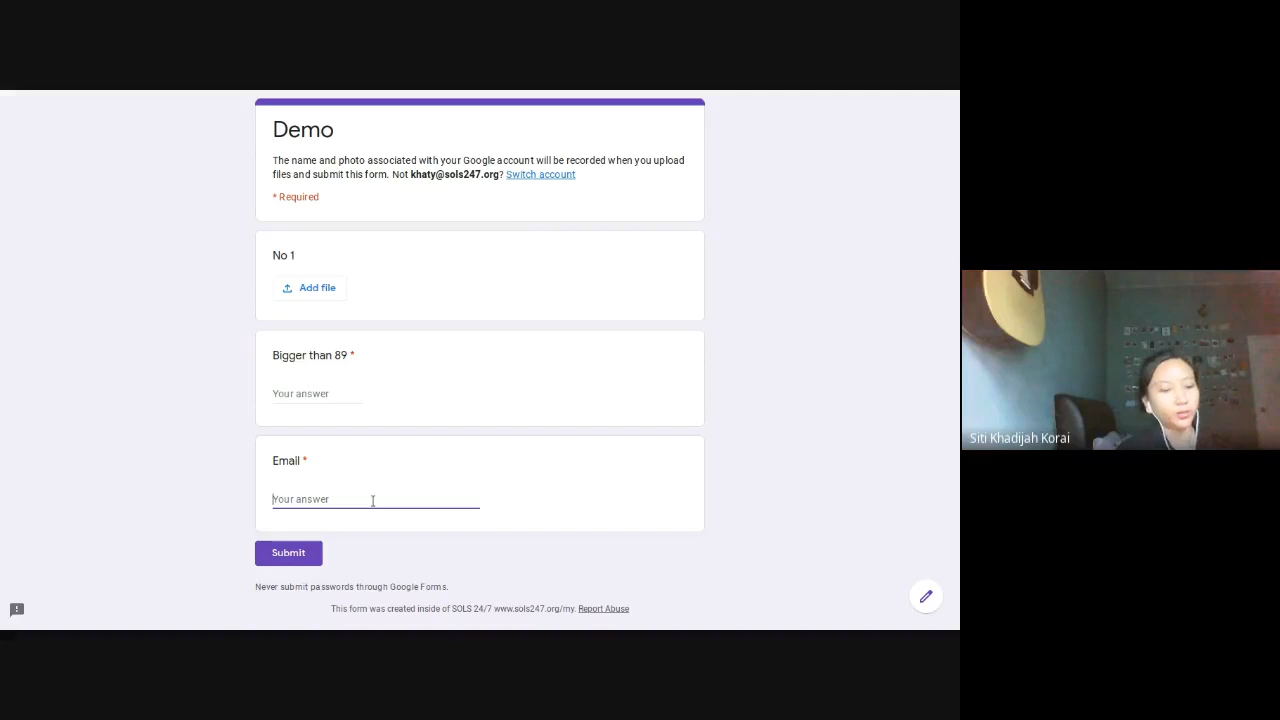 Demo
The name and photo associated with your Google account will be recorded when you upload
files and submit this form. Not khaty@sols247.org? Switch account
* Required
No 1
Add file
Bigger than 89 *
Your answer
Email *
Your answer
Submit
Never submit passwords through Google Forms.
This form was created inside of SOLS 24/7 www.sols247.org/my. Report Abuse
Siti Khadijah Korai